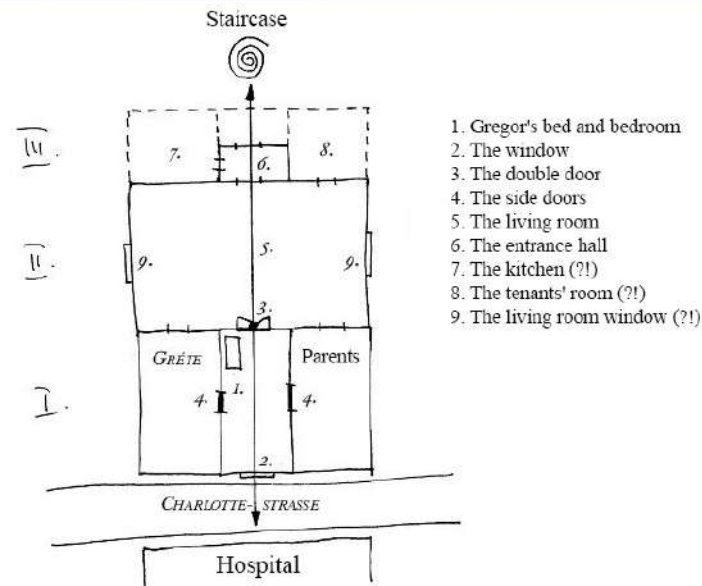 Staircase
III.
7.
6.
8.
II.
9.
5.
9.
3.
GRÉTE
Parents
I.
4.
1.
4.
2.
CHARLOTTE-STRASSE
Hospital
1. Gregor's bed and bedroom
2. The window
3. The double door
4. The side doors
5. The living room
6. The entrance hall
7. The kitchen (?!)
8. The tenants' room (?!)
9. The living room window (?!)